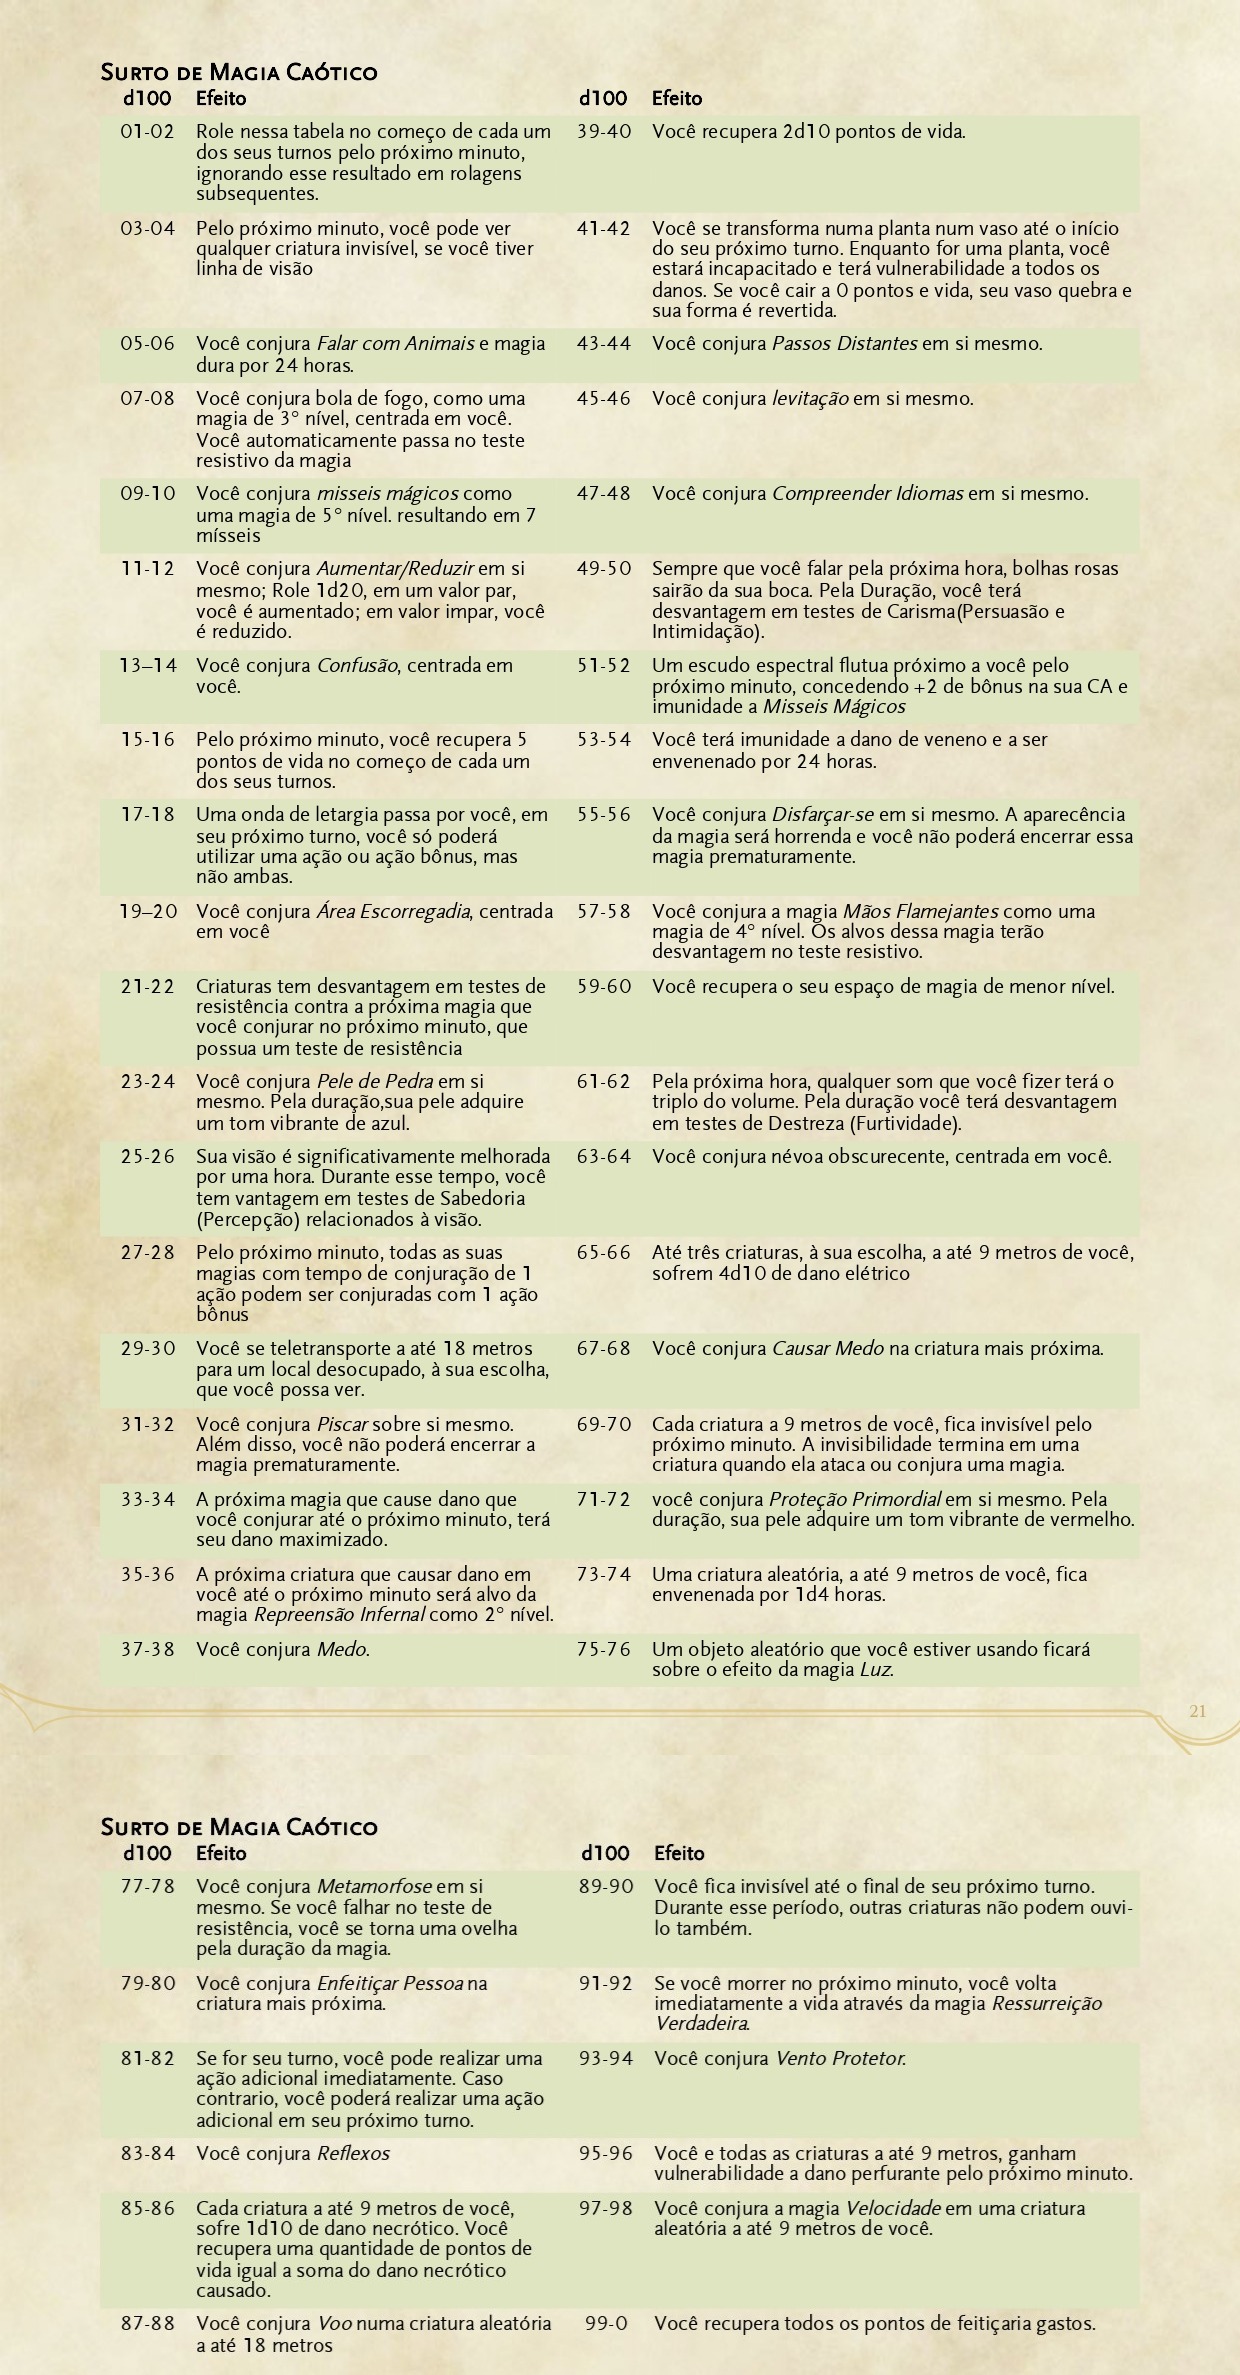 Surto de Magia Caótico
d100 Efeito
01-02 Role nessa tabela no começo de cada um
dos seus turnos pelo próximo minuto,
ignorando esse resultado em rolagens
subsequentes.
03-04 Pelo próximo minuto, você pode ver
qualquer criatura invisível, se você tiver
linha de visão
05-06 Você conjura Falar com Animais e magia
dura por 24 horas.
07-08 Você conjura bola de fogo, como uma
magia de 3° nível, centrada em você.
Você automaticamente passa no teste
resistivo da magia
09-10 Você conjura misseis mágicos como
uma magia de 5° nível. resultando em 7
mísseis
11-12 Você conjura Aumentar/Reduzir em si
mesmo; Role 1d20, em um valor par,
você é aumentado; em valor impar, você
é reduzido.
13–14 Você conjura Confusão, centrada em
você.
15-16 Pelo próximo minuto, você recupera 5
pontos de vida no começo de cada um
dos seus turnos.
17-18 Uma onda de letargia passa por você, em
seu próximo turno, você só poderá
utilizar uma ação ou ação bônus, mas
não ambas.
19–20 Você conjura Área Escorregadia, centrada
em você
21-22 Criaturas tem desvantagem em testes de
resistência contra a próxima magia que
você conjurar no próximo minuto, que
possua um teste de resistência
23-24 Você conjura Pele de Pedra em si
mesmo. Pela duração,sua pele adquire
um tom vibrante de azul.
25-26 Sua visão é significativamente melhorada
por uma hora. Durante esse tempo, você
tem vantagem em testes de Sabedoria
(Percepção) relacionados à visão.
27-28 Pelo próximo minuto, todas as suas
magias com tempo de conjuração de 1
ação podem ser conjuradas com 1 ação
bônus
29-30 Você se teletransporte a até 18 metros
para um local desocupado, à sua escolha,
que você possa ver.
31-32 Você conjura Piscar sobre si mesmo.
Além disso, você não poderá encerrar a
magia prematuramente.
33-34 A próxima magia que cause dano que
você conjurar até o próximo minuto, terá
seu dano maximizado.
35-36 A próxima criatura que causar dano em
você até o próximo minuto será alvo da
magia Repreensão Infernal como 2° nível.
37-38 Você conjura Medo.
d100 Efeito
39-40 Você recupera 2d10 pontos de vida.
41-42 Você se transforma numa planta num vaso até o início
do seu próximo turno. Enquanto for uma planta, você
estará incapacitado e terá vulnerabilidade a todos os
danos. Se você cair a 0 pontos e vida, seu vaso quebra e
sua forma é revertida.
43-44 Você conjura Passos Distantes em si mesmo.
45-46 Você conjura levitação em si mesmo.
47-48 Você conjura Compreender Idiomas em si mesmo.
49-50 Sempre que você falar pela próxima hora, bolhas rosas
sairão da sua boca. Pela Duração, você terá
desvantagem em testes de Carisma(Persuasão e
Intimidação).
51-52 Um escudo espectral flutua próximo a você pelo
próximo minuto, concedendo +2 de bônus na sua CA e
imunidade a Misseis Mágicos
53-54 Você terá imunidade a dano de veneno e a ser
envenenado por 24 horas.
55-56 Você conjura Disfarçar-se em si mesmo. A aparecência
da magia será horrenda e você não poderá encerrar essa
magia prematuramente.
57-58 Você conjura a magia Mãos Flamejantes como uma
magia de 4° nível. Os alvos dessa magia terão
desvantagem no teste resistivo.
59-60 Você recupera o seu espaço de magia de menor nível.
61-62 Pela próxima hora, qualquer som que você fizer terá o
triplo do volume. Pela duração você terá desvantagem
em testes de Destreza (Furtividade).
63-64 Você conjura névoa obscurecente, centrada em você.
65-66 Até três criaturas, à sua escolha, a até 9 metros de você,
sofrem 4d10 de dano elétrico
67-68 Você conjura Causar Medo na criatura mais próxima.
69-70 Cada criatura a 9 metros de você, fica invisível pelo
próximo minuto. A invisibilidade termina em uma
criatura quando ela ataca ou conjura uma magia.
71-72 você conjura Proteção Primordial em si mesmo. Pela
duração, sua pele adquire um tom vibrante de vermelho.
73-74 Uma criatura aleatória, a até 9 metros de você, fica
envenenada por 1d4 horas.
75-76 Um objeto aleatório que você estiver usando ficará
sobre o efeito da magia Luz.
21
Surto de Magia Caótico
d100 Efeito
77-78 Você conjura Metamorfose em si
mesmo. Se você falhar no teste de
resistência, você se torna uma ovelha
pela duração da magia.
79-80 Você conjura Enfeitiçar Pessoa na
criatura mais próxima.
81-82 Se for seu turno, você pode realizar uma
ação adicional imediatamente. Caso
contrario, você poderá realizar uma ação
adicional em seu próximo turno.
83-84 Você conjura Reflexos
85-86 Cada criatura a até 9 metros de você,
sofre 1d10 de dano necrótico. Você
recupera uma quantidade de pontos de
vida igual a soma do dano necrótico
causado.
87-88 Você conjura Voo numa criatura aleatória
a até 18 metros
d100 Efeito
89-90 Você fica invisível até o final de seu próximo turno.
Durante esse período, outras criaturas não podem ouvi-
lo também.
91-92 Se você morrer no próximo minuto, você volta
imediatamente a vida através da magia Ressurreição
Verdadeira.
93-94 Você conjura Vento Protetor.
95-96 Você e todas as criaturas a até 9 metros, ganham
vulnerabilidade a dano perfurante pelo próximo minuto.
97-98 Você conjura a magia Velocidade em uma criatura
aleatória a até 9 metros de você.
99-0 Você recupera todos os pontos de feitiçaria gastos.